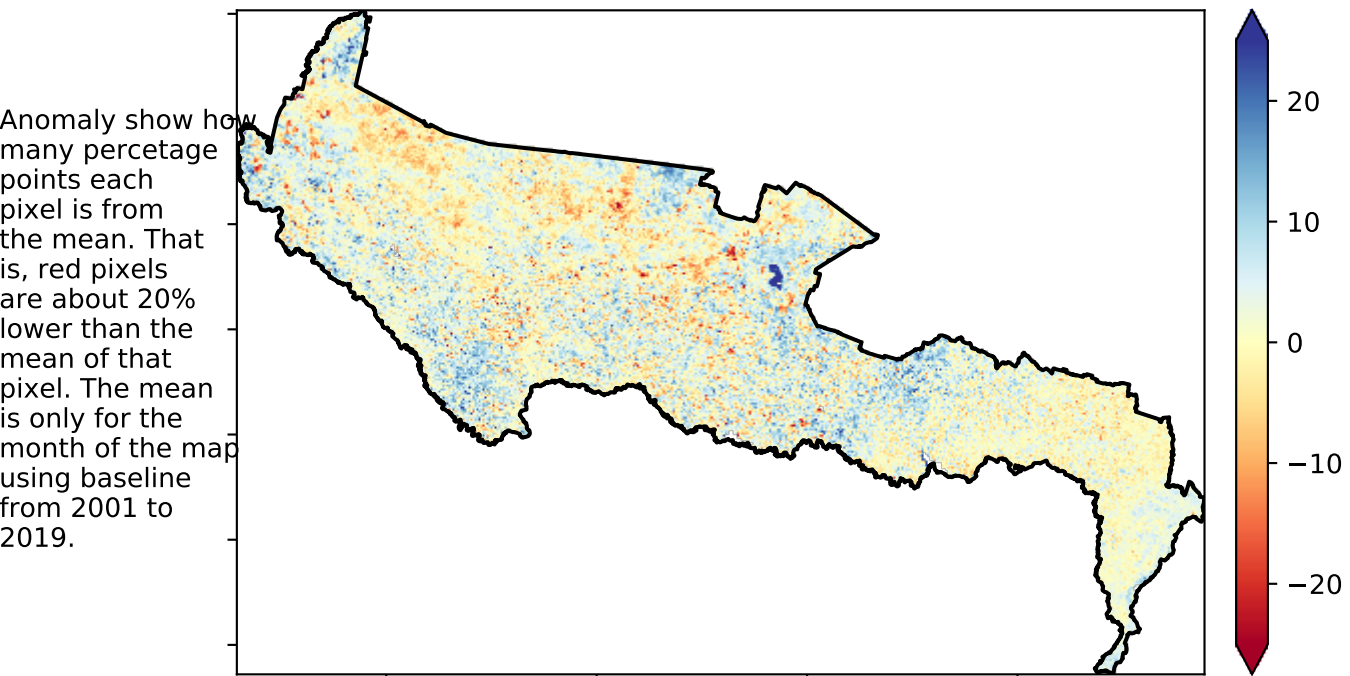 Anomaly show how
many percetage
points each
pixel is from
the mean. That
is, red pixels
are about 20%
lower than the
mean of that
pixel. The mean
is only for the
month of the map
using baseline
from 2001 to
2019.
20
10
0
−10
−20